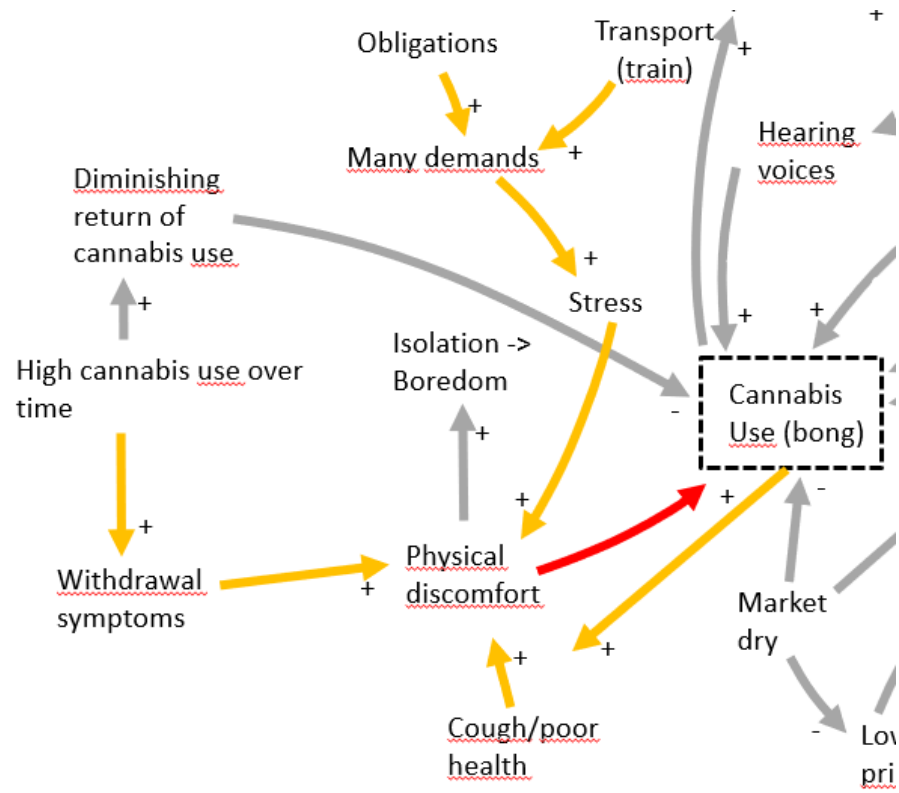 Obligations
Transport
(train)
+
+
+
Many demands
+
Hearing
voices
Diminishing
return of
cannabis use
+
Stress
+
+
+
Isolation ->
Boredom
High cannabis use over
time
-
Cannabis
Use (bong)
+
+
+
-
+
Physical
discomfort
Withdrawal
symptoms
+
Market
dry
+
+
Cough/poor
health
-